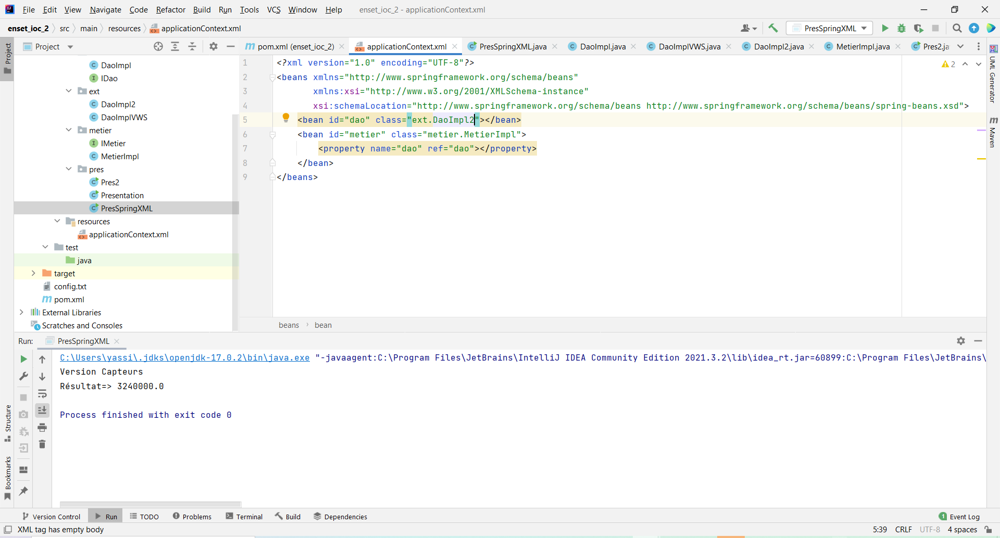 File Edit View Navigate Code Refactor Build Run Tools VCS Window Help enset_ioc_2 - applicationContext.xml
enset_ioc_2 src main resources applicationContext.xml PresSpringXML
Project
Project
pom.xml (enset_ioc_2) applicationContext.xml PresSpringXML.java DaoImpl.java DaoImplVWS.java DaoImpl2.java MetierImpl.java Pres2.ja
DaoImpl
IDao
ext
DaoImpl2
DaoImplVWS
metier
IMetier
MetierImpl
pres
Pres2
Presentation
PresSpringXML
resources
applicationContext.xml
test
java
target
config.txt
pom.xml
External Libraries
Scratches and Consoles
1 <?xml version="1.0" encoding="UTF-8"?>
2 <beans xmlns="http://www.springframework.org/schema/beans"
3 xmlns:xsi="http://www.w3.org/2001/XMLSchema-instance"
4 xsi:schemaLocation="http://www.springframework.org/schema/beans http://www.springframework.org/schema/beans/spring-beans.xsd">
5 <bean id="dao" class="ext.DaoImpl2"></bean>
6 <bean id="metier" class="metier.MetierImpl">
7 <property name="dao" ref="dao"></property>
8 </bean>
9 </beans>
2
UML Generator
Maven
beans bean
Run: PresSpringXML
C:\Users\yassi\.jdks\openjdk-17.0.2\bin\java.exe "-javaagent:C:\Program Files\JetBrains\IntelliJ IDEA Community Edition 2021.3.2\lib\idea_rt.jar=60899:C:\Program Files\JetBrains\
Version Capteurs
Résultat=> 3240000.0
Process finished with exit code 0
Structure
Bookmarks
Version Control Run TODO Problems Terminal Build Dependencies 1 Event Log
XML tag has empty body 5:39 CRLF UTF-8 4 spaces